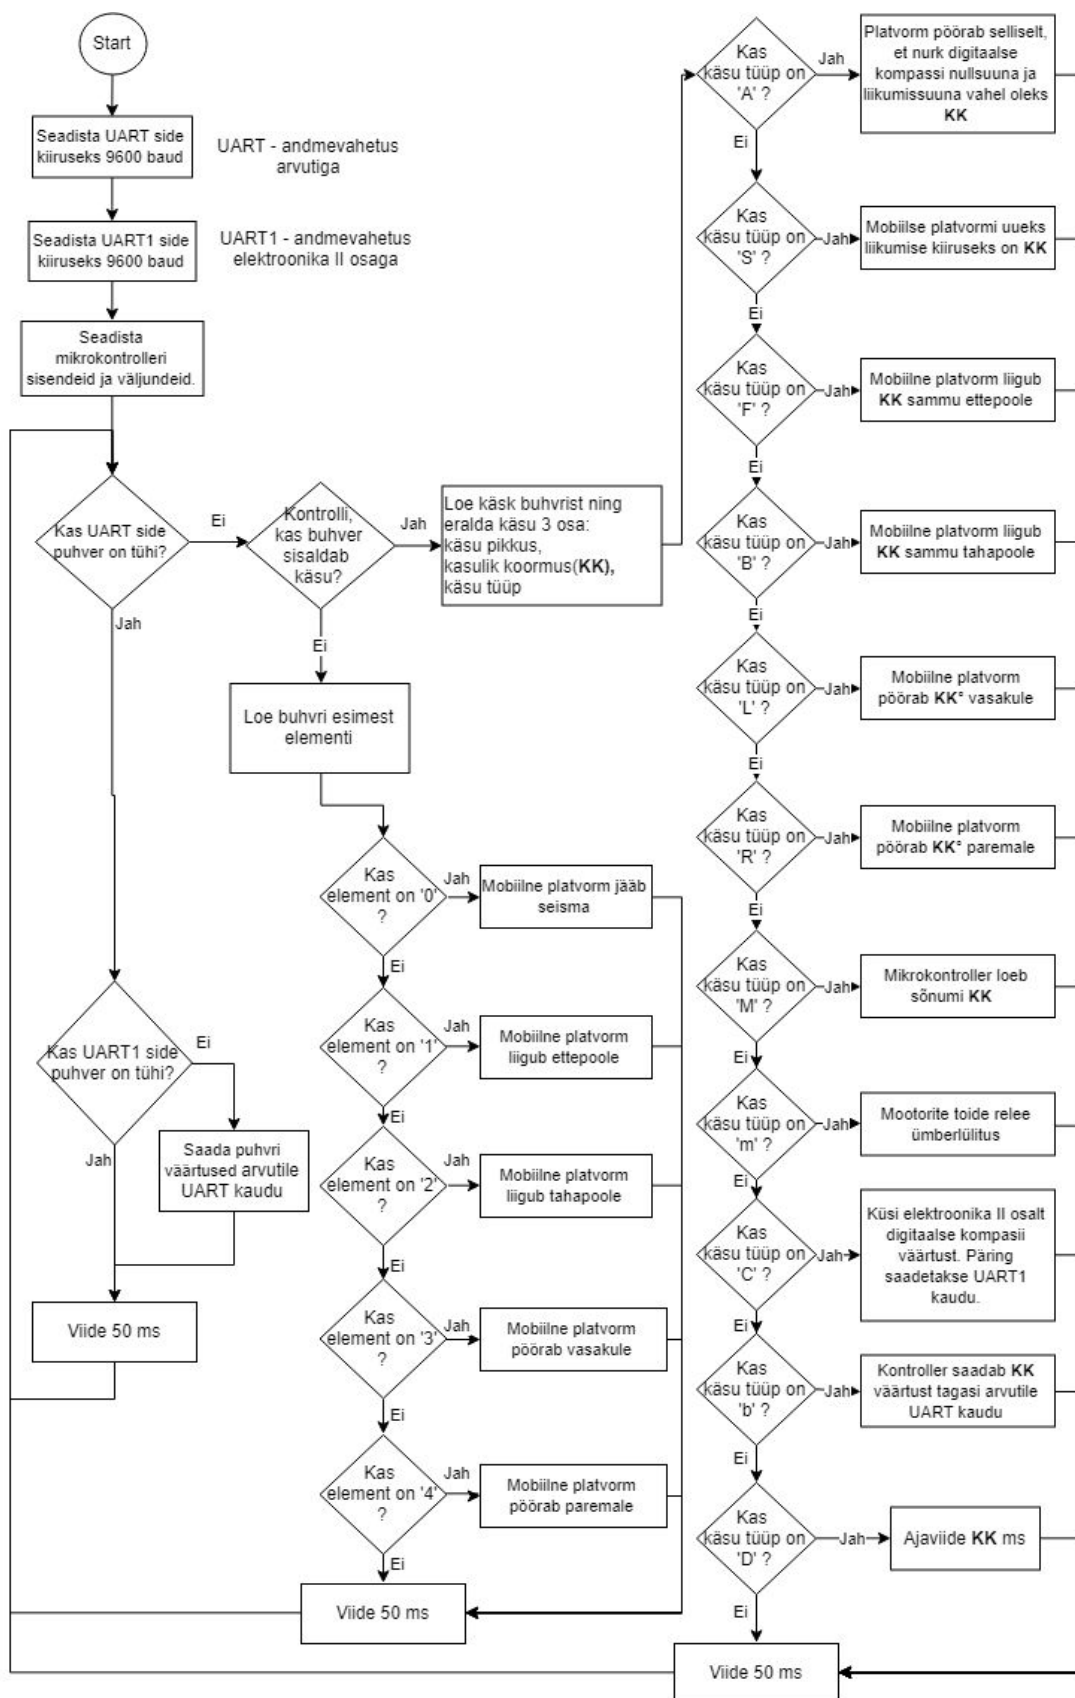 Start
Seadista UART side
kiiruseks 9600 baud
UART - andmevahetus
arvutiga
Seadista UART1 side
kiiruseks 9600 baud
UART1 - andmevahetus
elektroonika II osaga
Seadista
mikrokontrolleri
sisendeid ja väljundeid.
Kas UART side
puhver on tühi?
Ei
Jah
Kontrolli,
kas buhver
sisaldab
käsu?
Jah
Ei
Loe käsk buhvrist ning
eralda käsu 3 osa:
käsu pikkus,
kasulik koormus(KK),
käsu tüüp
Loe buhvri esimest
elementi
Kas
element on '0'
?
Jah
Mobiilne platvorm jääb
seisma
Ei
Kas
element on '1'
?
Jah
Mobiilne platvorm
liigub ettepoole
Ei
Kas
element on '2'
?
Jah
Mobiilne platvorm
liigub tahapoole
Ei
Kas
element on '3'
?
Jah
Mobiilne platvorm
pöörab vasakule
Ei
Kas
element on '4'
?
Jah
Mobiilne platvorm
pöörab paremale
Ei
Viide 50 ms
Kas UART1 side
puhver on tühi?
Ei
Jah
Saada puhvri
väärtused arvutile
UART kaudu
Viide 50 ms
Kas
käsu tüüp on
'A' ?
Jah
Platvorm pöörab selliselt,
et nurk digitaalse
kompassi nullsuuna ja
liikumissuuna vahel oleks
KK
Ei
Kas
käsu tüüp on
'S' ?
Jah
Mobiilse platvormi uueks
liikumise kiiruseks on KK
Ei
Kas
käsu tüüp on
'F' ?
Jah
Mobiilne platvorm liigub
KK sammu ettepoole
Ei
Kas
käsu tüüp on
'B' ?
Jah
Mobiilne platvorm liigub
KK sammu tahapoole
Ei
Kas
käsu tüüp on
'L' ?
Jah
Mobiilne platvorm
pöörab KK° vasakule
Ei
Kas
käsu tüüp on
'R' ?
Jah
Mobiilne platvorm
pöörab KK° paremale
Ei
Kas
käsu tüüp on
'M' ?
Jah
Mikrokontroller loeb
sõnumi KK
Ei
Kas
käsu tüüp on
'm' ?
Jah
Mootorite toide relee
ümberlülitus
Ei
Kas
käsu tüüp on
'C' ?
Jah
Küsi elektroonika II osalt
digitaalse kompasii
väärtust. Päring
saadetakse UART1
kaudu.
Ei
Kas
käsu tüüp on
'b' ?
Jah
Kontroller saadab KK
väärtust tagasi arvutile
UART kaudu
Ei
Kas
käsu tüüp on
'D' ?
Jah
Ajaviide KK ms
Ei
Viide 50 ms